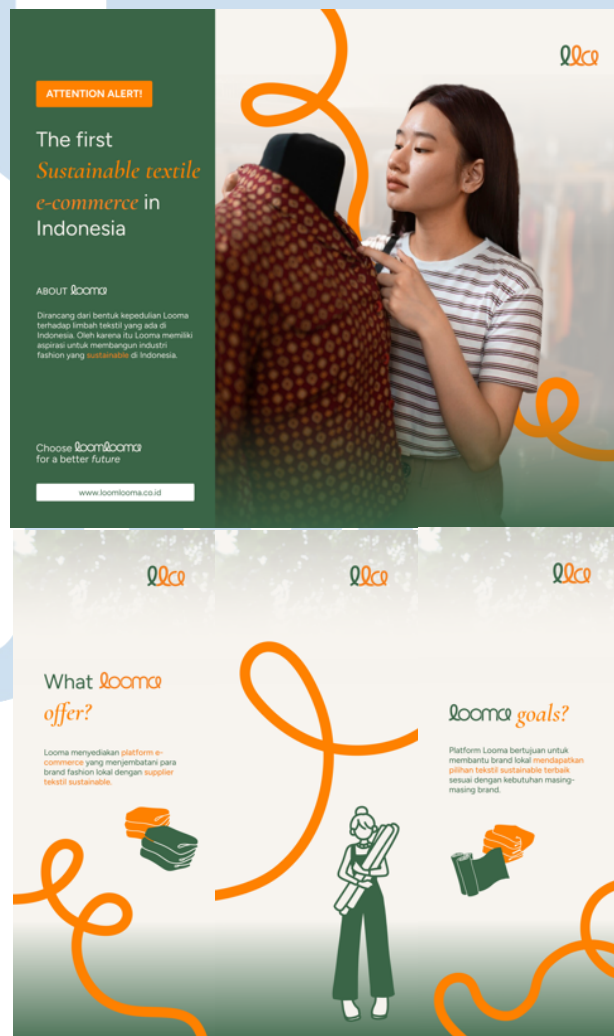 ATTENTION ALERT!
The first
Sustainable textile
e-commerce in
Indonesia
ABOUT looma
Dirancang dari bentuk kepedulian Looma
terhadap limbah tekstil yang ada di
Indonesia. Oleh karena itu Looma memiliki
aspirasi untuk membangun industri
fashion yang sustainable di Indonesia.
Choose loomlooma
for a better future
www.loomlooma.co.id
What looma
offer?
Looma menyediakan platform e-
commerce yang menjembatani para
brand fashion lokal dengan supplier
tekstil sustainable.
looma goals?
Platform Looma bertujuan untuk
membantu brand lokal mendapatkan
pilihan tekstil sustainable terbaik
sesuai dengan kebutuhan masing-
masing brand.